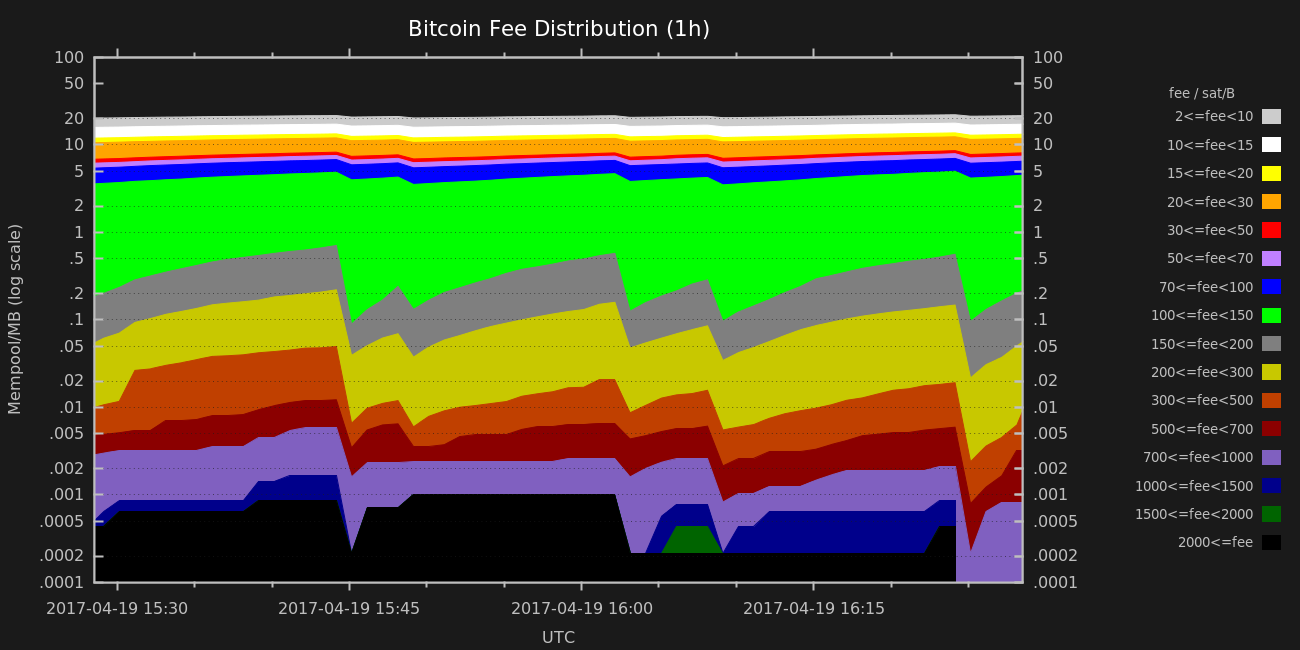 Bitcoin Fee Distribution (1h)
100 100
50 50
20 20
10 10
5 5
2 2
1 1
.5 .5
.2 .2
.1 .1
.05 .05
.02 .02
.01 .01
.005 .005
.002 .002
.001 .001
.0005 .0005
.0002 .0002
.0001 .0001
Mempool/MB (log scale)
2017-04-19 15:30 2017-04-19 15:45 2017-04-19 16:00 2017-04-19 16:15
UTC
fee / sat/B
2<=fee<10
10<=fee<15
15<=fee<20
20<=fee<30
30<=fee<50
50<=fee<70
70<=fee<100
100<=fee<150
150<=fee<200
200<=fee<300
300<=fee<500
500<=fee<700
700<=fee<1000
1000<=fee<1500
1500<=fee<2000
2000<=fee